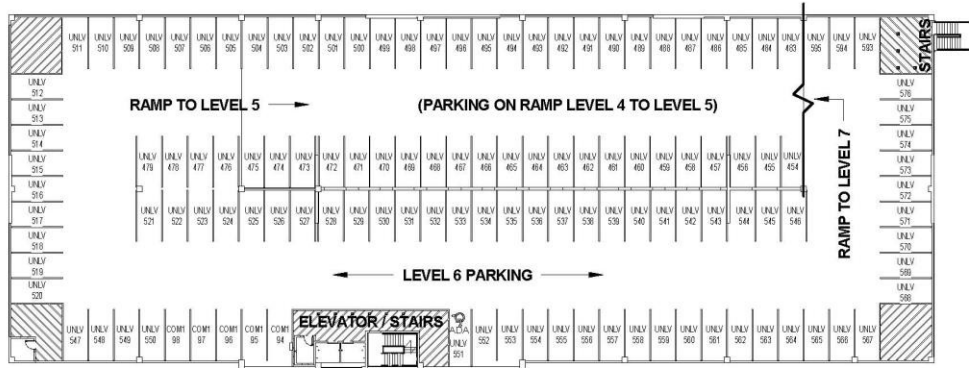 UNLV UNLV UNLV UNLV UNLV UNLV UNLV UNLV UNLV UNLV UNLV UNLV UNLV UNLV UNLV UNLV UNLV UNLV UNLV UNLV UNLV UNLV UNLV UNLV UNLV UNLV UNLV UNLV UNLV UNLV UNLV UNLV
511 510 509 508 507 506 505 504 503 502 501 500 499 498 497 496 495 494 493 492 491 490 489 488 487 486 485 484 483 595 594 593
STAIRS
UNLV
512
UNLV
513
UNLV
514
UNLV
515
UNLV
516
UNLV
517
UNLV
518
UNLV
519
UNLV
520
RAMP TO LEVEL 5
(PARKING ON RAMP LEVEL 4 TO LEVEL 5)
UNLV UNLV UNLV UNLV UNLV UNLV UNLV UNLV UNLV UNLV UNLV UNLV UNLV UNLV UNLV UNLV UNLV UNLV UNLV UNLV UNLV UNLV UNLV UNLV UNLV UNLV
479 478 477 476 475 474 473 472 471 470 469 468 467 466 465 464 463 462 461 460 459 458 457 456 455 454
UNLV UNLV UNLV UNLV UNLV UNLV UNLV UNLV UNLV UNLV UNLV UNLV UNLV UNLV UNLV UNLV UNLV UNLV UNLV UNLV UNLV UNLV UNLV UNLV UNLV UNLV
521 522 523 524 525 526 527 528 529 530 531 532 533 534 535 536 537 538 539 540 541 542 543 544 545 546
RAMP TO LEVEL 7
UNLV
576
UNLV
575
UNLV
574
UNLV
573
UNLV
572
UNLV
571
UNLV
570
UNLV
569
UNLV
568
LEVEL 6 PARKING
ELEVATOR / STAIRS
ADA
UNLV UNLV UNLV UNLV COM1 COM1 COM1 COM1 COM1 UNLV UNLV UNLV UNLV UNLV UNLV UNLV UNLV UNLV UNLV UNLV UNLV UNLV UNLV UNLV UNLV UNLV
547 548 549 550 98 97 96 95 94 551 552 553 554 555 556 557 558 559 560 561 562 563 564 565 566 567